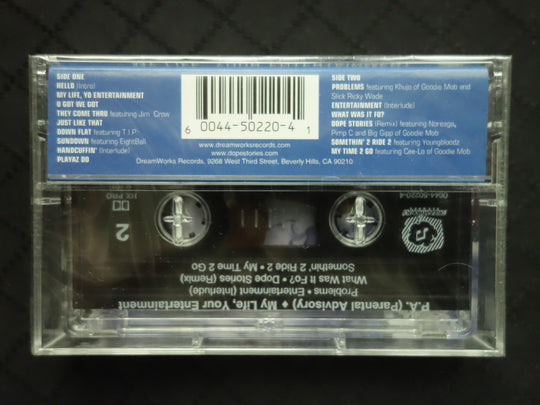 SIDE ONE
HELLO (Intro)
MY LIFE, YO ENTERTAINMENT
U GOT WE GOT
THEY COME THRU featuring Jim Crow
JUST LIKE THAT
DOWN FLAT featuring T.I.P.
SUNDOWN featuring EightBall
HANDCUFFIN' (Interlude)
PLAYAZ DO
6 0044-50220-4 1
www.dreamworksrecords.com
www.dopestories.com
DreamWorks Records, 9268 West Third Street, Beverly Hills, CA 90210
SIDE TWO
PROBLEMS featuring Khujo of Goodie Mob and
Slick Ricky Wade
ENTERTAINMENT (Interlude)
WHAT WAS IT FO?
DOPE STORIES (Remix) featuring Noreaga,
Pimp C and Big Gipp of Goodie Mob
SOMETHIN' 2 RIDE 2 featuring Youngbloodz
MY TIME 2 GO featuring Cee-Lo of Goodie Mob
P.A. (Parental Advisory) ♦ My Life, Your Entertainment
Problems • Entertainment (Interlude)
What Was It Fo? • Dope Stories (Remix)
Somethin' 2 Ride 2 • My Time 2 Go
2
HX PRO
0044-50220-4